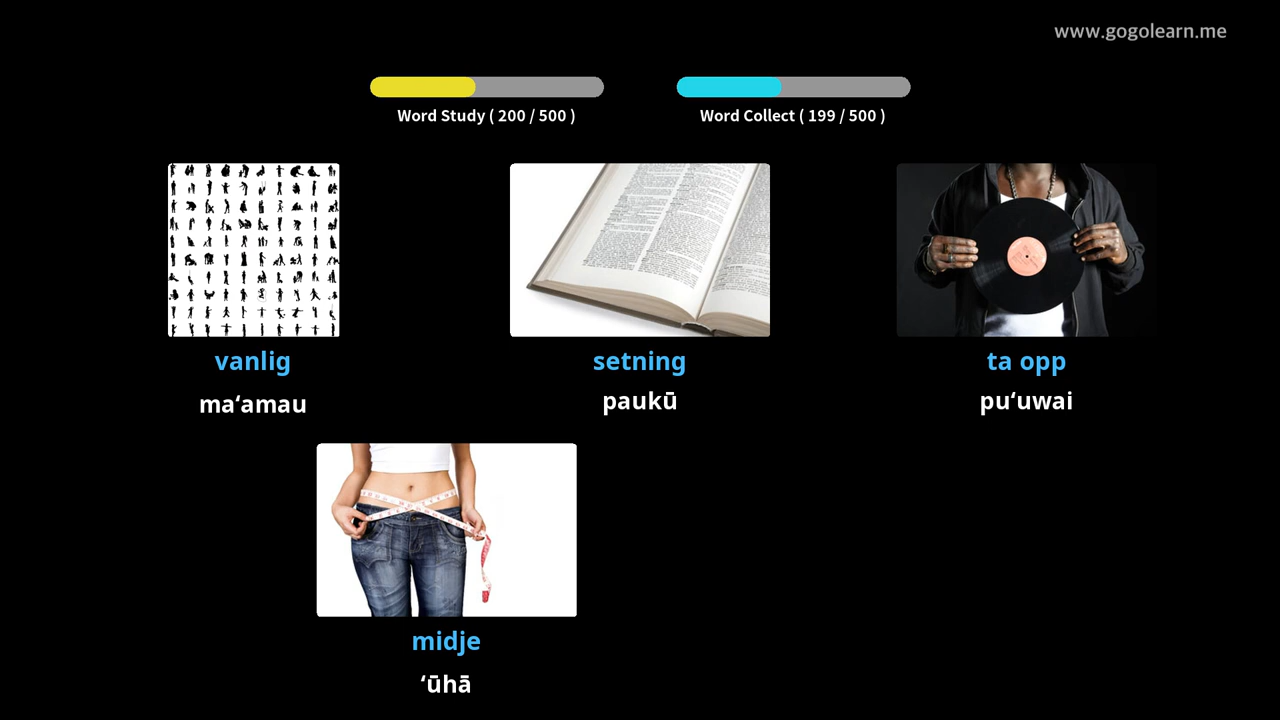 www.gogolearn.me
Word Study ( 200 / 500 )
Word Collect ( 199 / 500 )
vanlig
maʻamau
setning
paukū
ta opp
puʻuwai
midje
ʻūhā